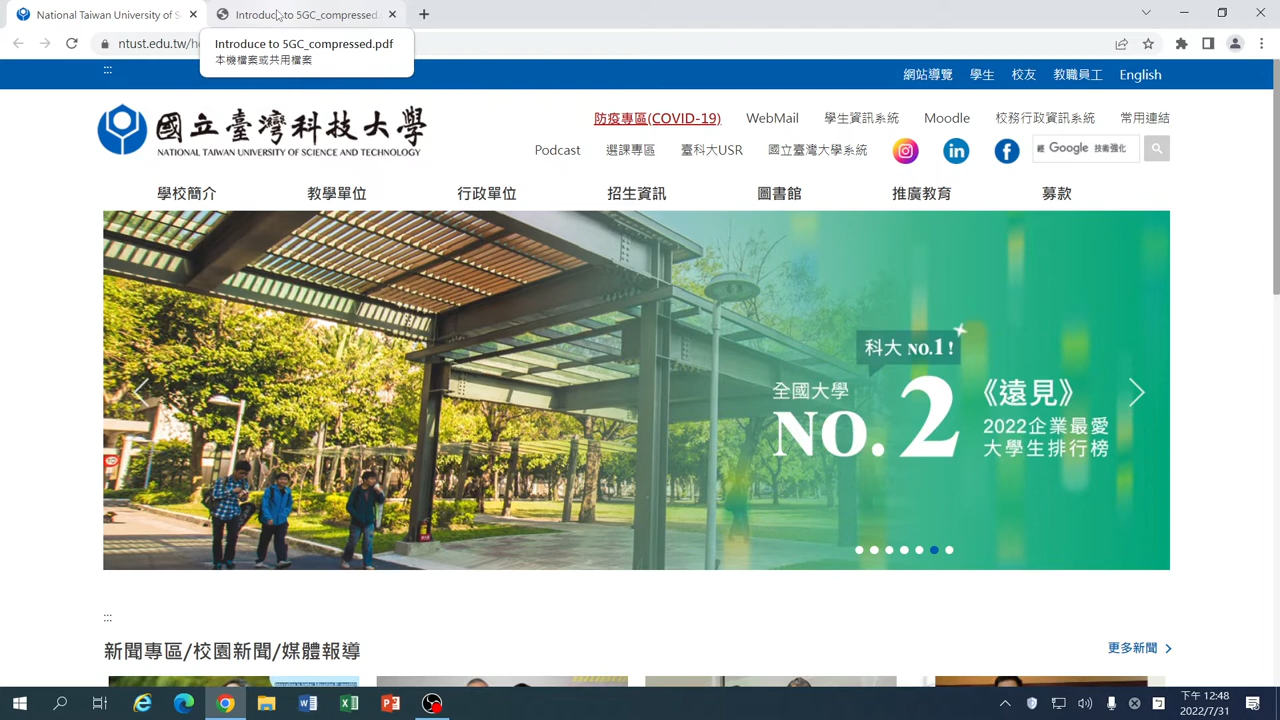 National Taiwan University of S
Introduce to 5GC_compressed.
ntust.edu.tw/h
Introduce to 5GC_compressed.pdf
本機檔案或共用檔案
:::
網站導覽 學生 校友 教職員工 English
國立臺灣科技大學
NATIONAL TAIWAN UNIVERSITY OF SCIENCE AND TECHNOLOGY
防疫專區(COVID-19) WebMail 學生資訊系統 Moodle 校務行政資訊系統 常用連結
Podcast 選課專區 臺科大USR 國立臺灣大學系統
經 Google 技術強化
學校簡介 教學單位 行政單位 招生資訊 圖書館 推廣教育 募款
科大 NO.1!
全國大學
NO. 2
《遠見》
2022企業最愛
大學生排行榜
:::
新聞專區/校園新聞/媒體報導
更多新聞
下午 12:48
2022/7/31